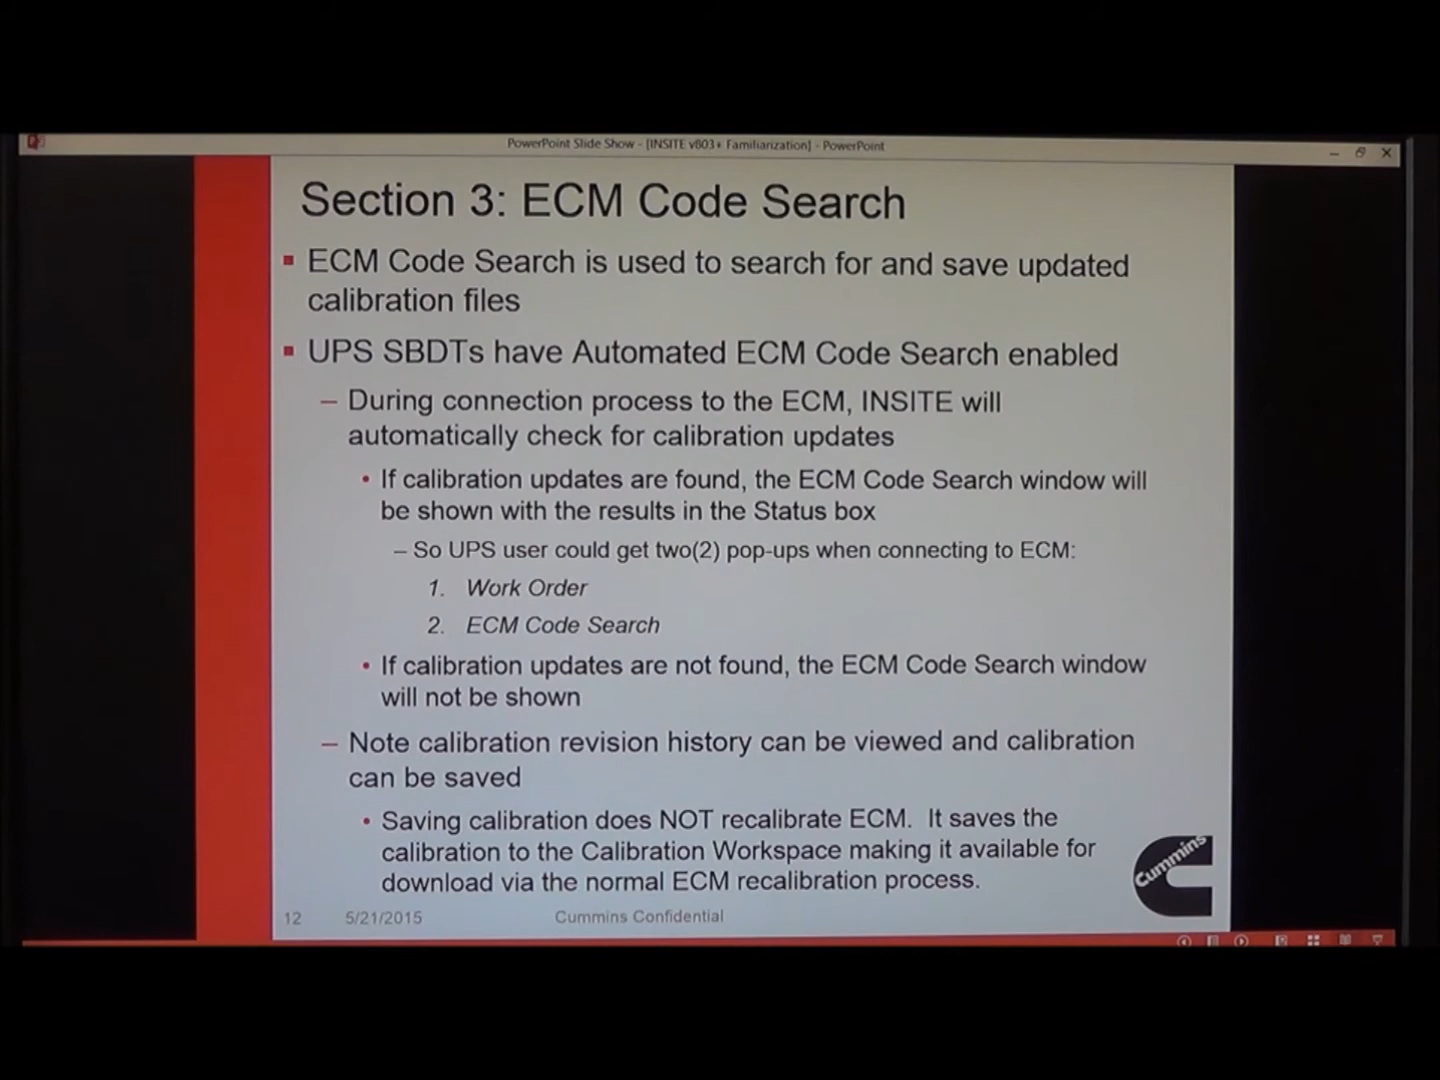 PowerPoint Slide Show - [INSITE v803+ Familiarization] - PowerPoint
Section 3: ECM Code Search
▪ ECM Code Search is used to search for and save updated
calibration files
▪ UPS SBDTs have Automated ECM Code Search enabled
– During connection process to the ECM, INSITE will
automatically check for calibration updates
• If calibration updates are found, the ECM Code Search window will
be shown with the results in the Status box
– So UPS user could get two(2) pop-ups when connecting to ECM:
1. Work Order
2. ECM Code Search
• If calibration updates are not found, the ECM Code Search window
will not be shown
– Note calibration revision history can be viewed and calibration
can be saved
• Saving calibration does NOT recalibrate ECM. It saves the
calibration to the Calibration Workspace making it available for
download via the normal ECM recalibration process.
Cummins
12 5/21/2015 Cummins Confidential